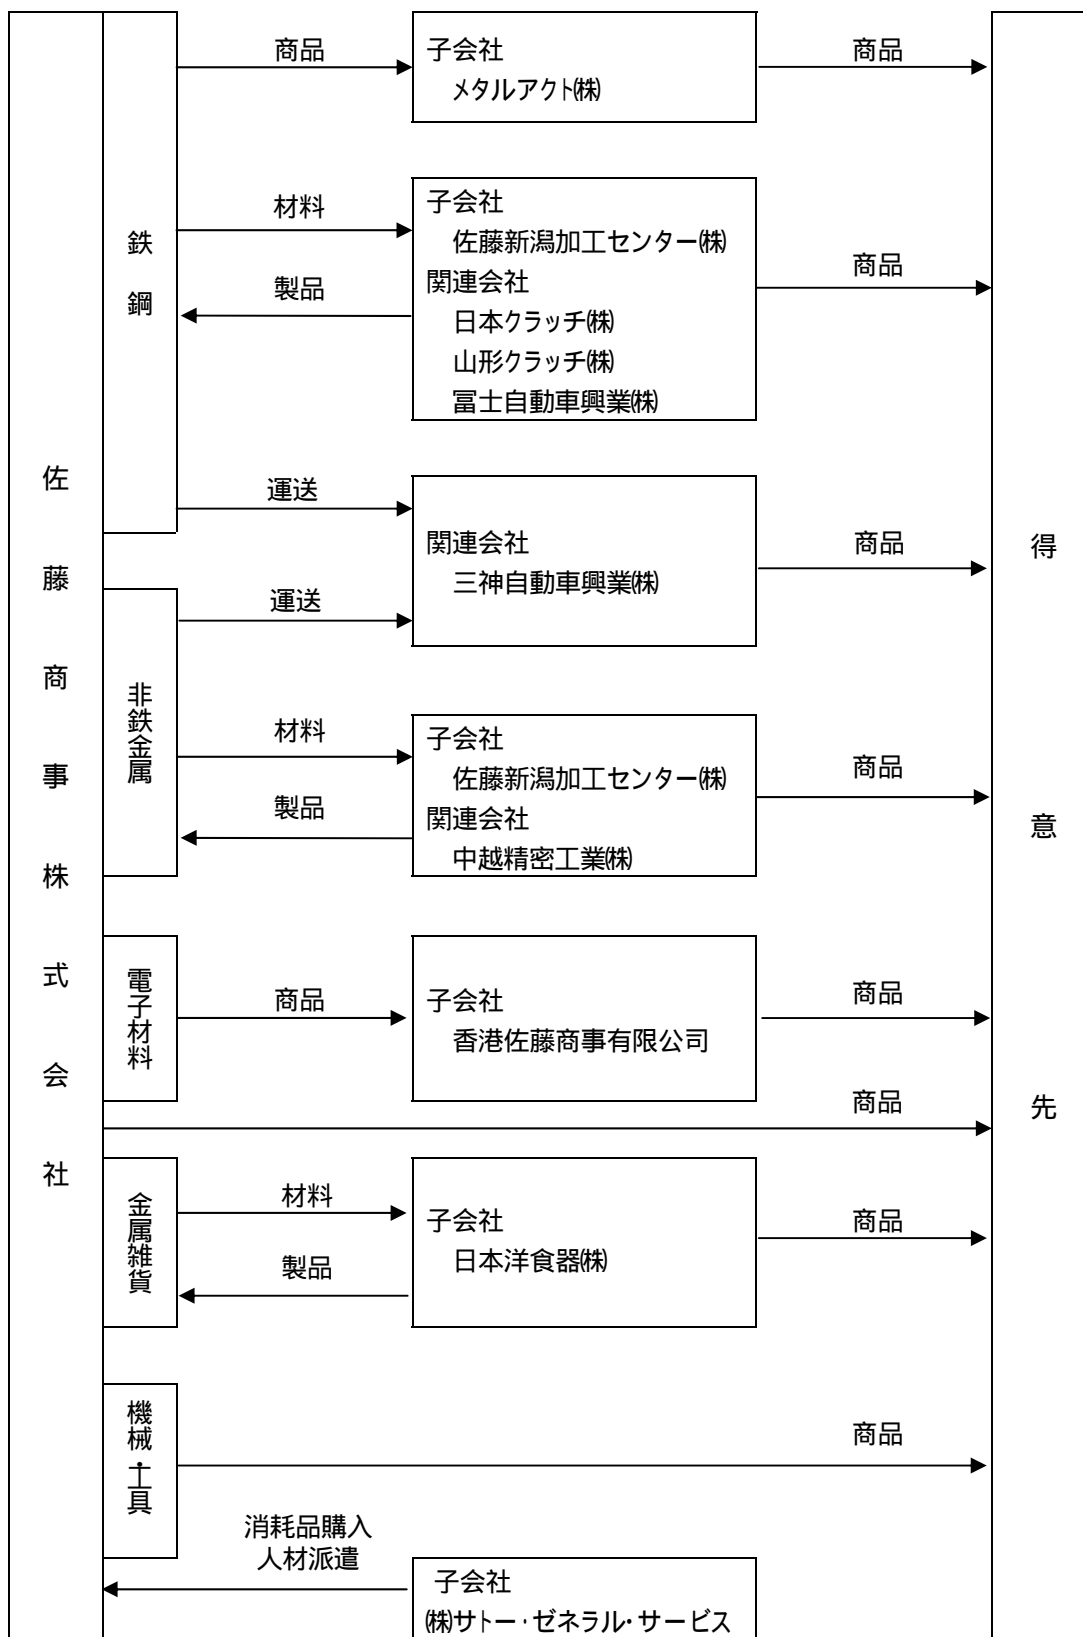 佐藤商事株式会社
鉄鋼
商品
子会社
メタルアクト㈱
商品
材料
製品
子会社
佐藤新潟加工センター㈱
関連会社
日本クラッチ㈱
山形クラッチ㈱
冨士自動車興業㈱
商品
運送
運送
関連会社
三神自動車興業㈱
商品
非鉄金属
材料
製品
子会社
佐藤新潟加工センター㈱
関連会社
中越精密工業㈱
商品
電子材料
商品
子会社
香港佐藤商事有限公司
商品
商品
金属雑貨
材料
製品
子会社
日本洋食器㈱
商品
機械・工具
商品
消耗品購入
人材派遣
子会社
㈱サトー・ゼネラル・サービス
得意先